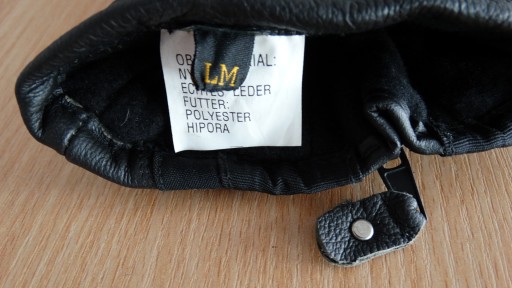 LM
ECHTES LEDER
FUTTER:
POLYESTER
HIPORA